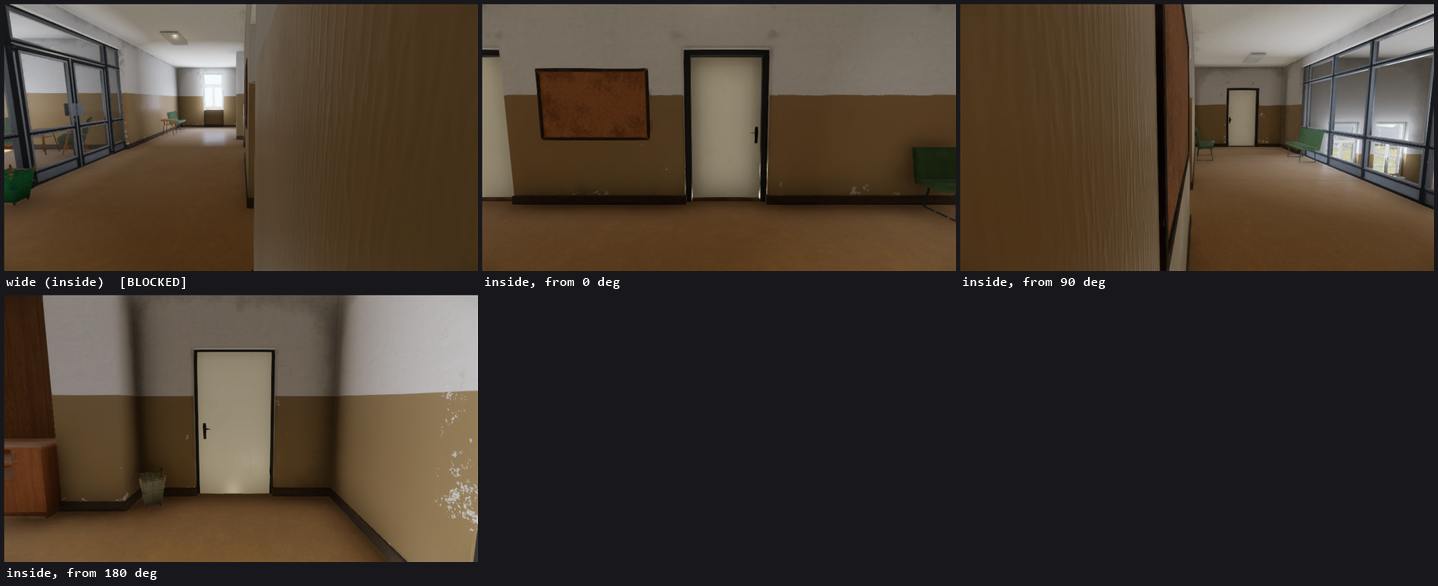 wide (inside)  [BLOCKED]
inside, from 0 deg
inside, from 90 deg
inside, from 180 deg